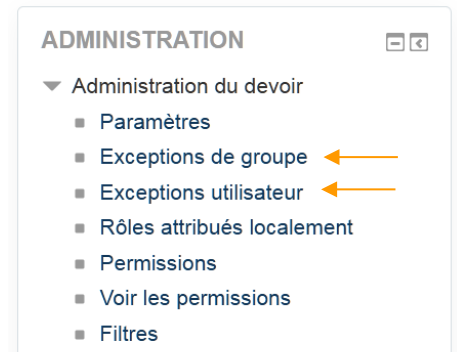 ADMINISTRATION
Administration du devoir
Paramètres
Exceptions de groupe
Exceptions utilisateur
Rôles attribués localement
Permissions
Voir les permissions
Filtres